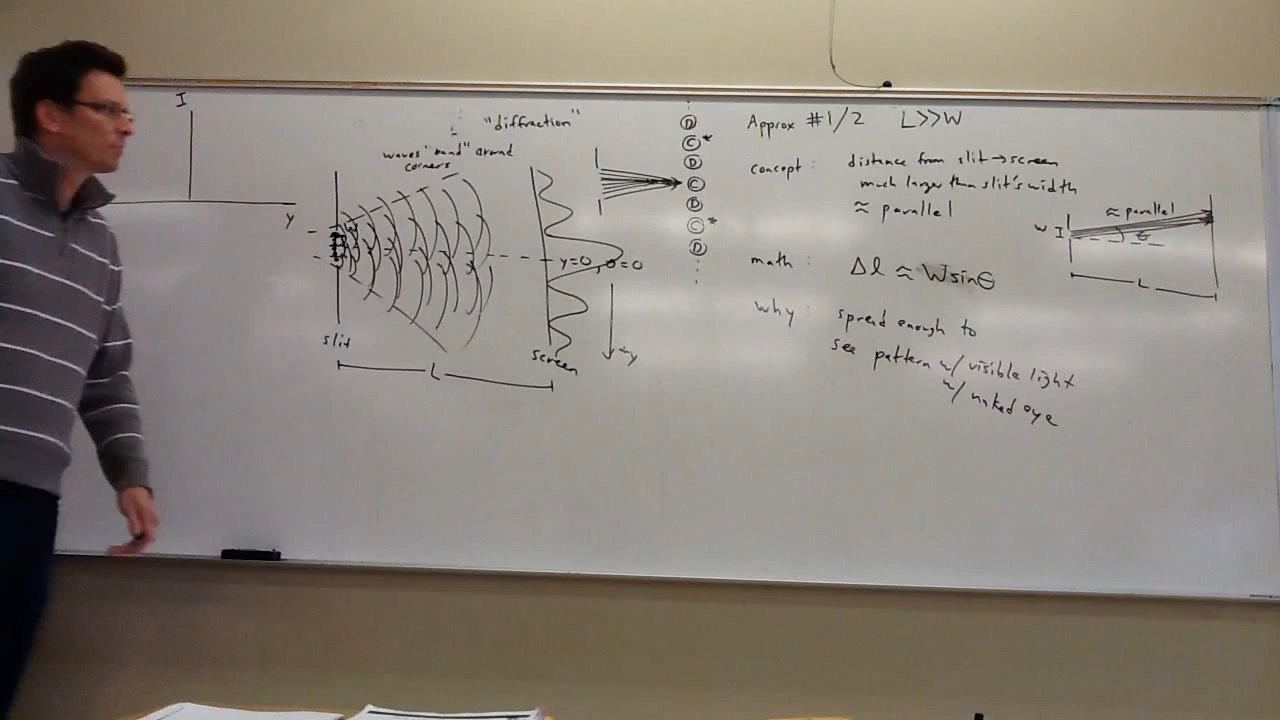 I
y
"diffraction"
waves "bend" around
corners
slit
L
screen
y=0, θ=0
D
C*
D
C
D
C*
D
Approx #1/2 L>>W
concept: distance from slit→screen
much larger than slit's width
≈ parallel
math: Δl ≈ W sinθ
why: spread enough to
see pattern w/ visible light
w/ naked eye
≈ parallel
W
θ
L